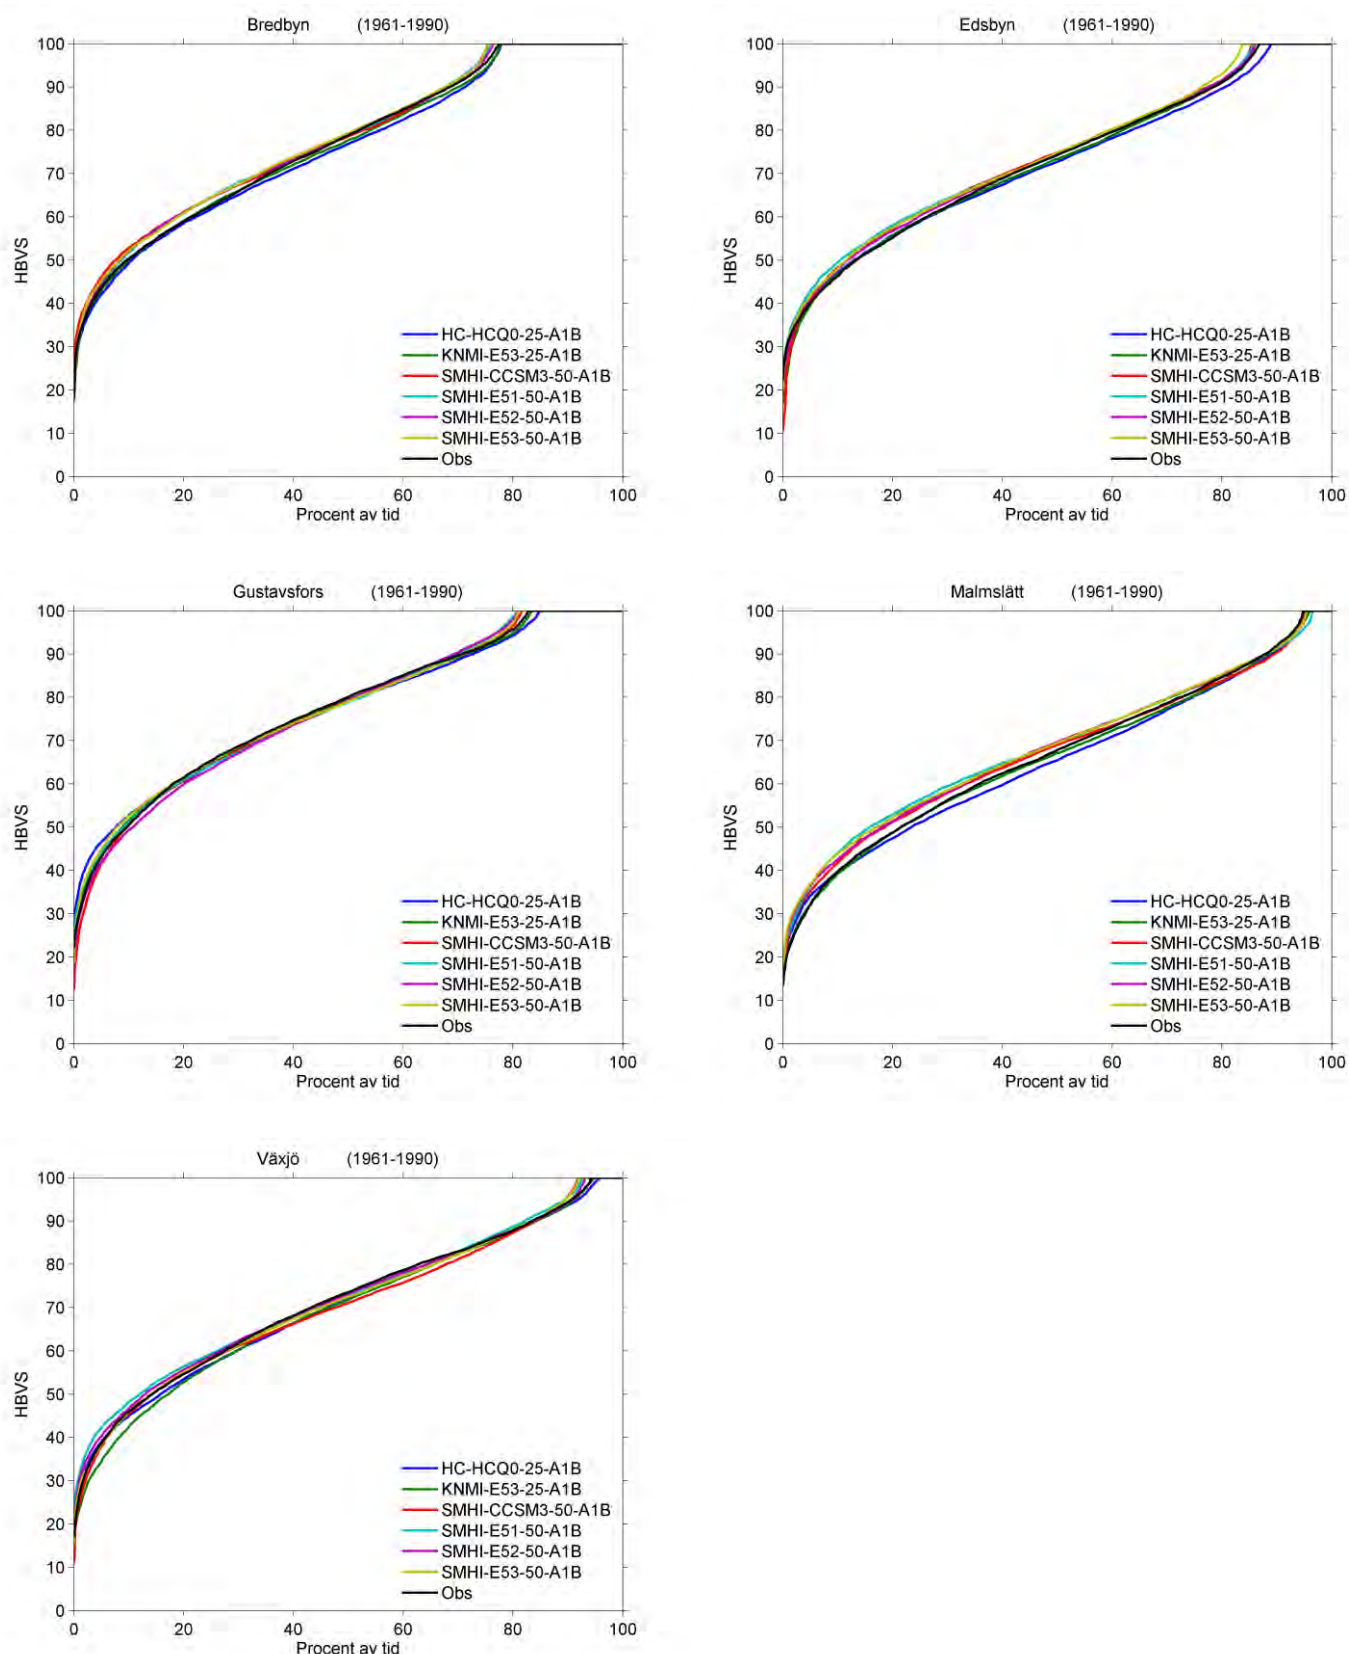 Bredbyn (1961-1990)
100
90
80
70
60
50
40
30
20
10
0
HBVS
0 20 40 60 80 100
Procent av tid
HC-HCQ0-25-A1B
KNMI-E53-25-A1B
SMHI-CCSM3-50-A1B
SMHI-E51-50-A1B
SMHI-E52-50-A1B
SMHI-E53-50-A1B
Obs
Edsbyn (1961-1990)
100
90
80
70
60
50
40
30
20
10
0
HBVS
0 20 40 60 80 100
Procent av tid
HC-HCQ0-25-A1B
KNMI-E53-25-A1B
SMHI-CCSM3-50-A1B
SMHI-E51-50-A1B
SMHI-E52-50-A1B
SMHI-E53-50-A1B
Obs
Gustavsfors (1961-1990)
100
90
80
70
60
50
40
30
20
10
0
HBVS
0 20 40 60 80 100
Procent av tid
HC-HCQ0-25-A1B
KNMI-E53-25-A1B
SMHI-CCSM3-50-A1B
SMHI-E51-50-A1B
SMHI-E52-50-A1B
SMHI-E53-50-A1B
Obs
Malmslätt (1961-1990)
100
90
80
70
60
50
40
30
20
10
0
HBVS
0 20 40 60 80 100
Procent av tid
HC-HCQ0-25-A1B
KNMI-E53-25-A1B
SMHI-CCSM3-50-A1B
SMHI-E51-50-A1B
SMHI-E52-50-A1B
SMHI-E53-50-A1B
Obs
Växjö (1961-1990)
100
90
80
70
60
50
40
30
20
10
0
HBVS
0 20 40 60 80 100
Procent av tid
HC-HCQ0-25-A1B
KNMI-E53-25-A1B
SMHI-CCSM3-50-A1B
SMHI-E51-50-A1B
SMHI-E52-50-A1B
SMHI-E53-50-A1B
Obs